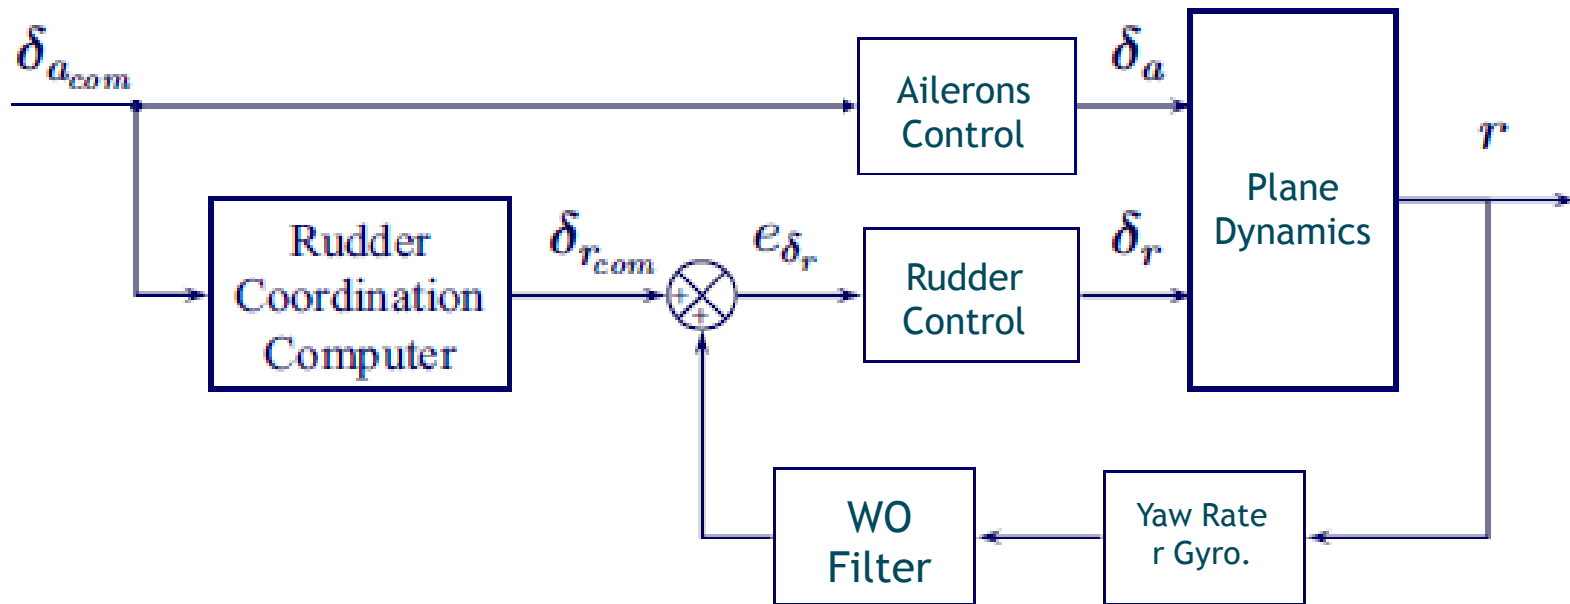 δ_{a_{com}}
Ailerons
Control
δ_a
Plane
Dynamics
r
Rudder
Coordination
Computer
δ_{r_{com}}
+
+
e_{δ_r}
Rudder
Control
δ_r
WO
Filter
Yaw Rate
r Gyro.